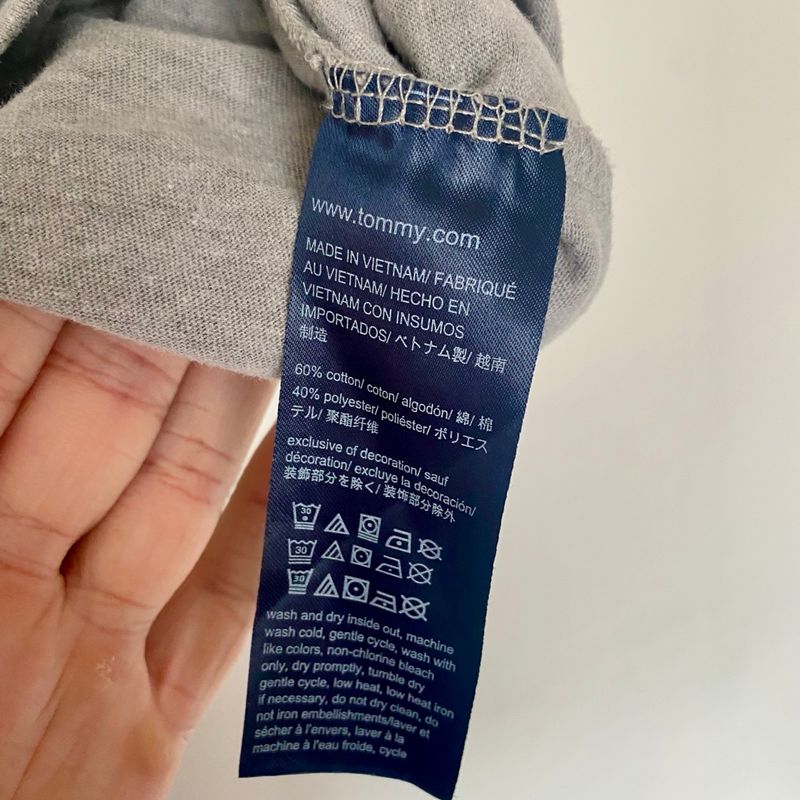 www.tommy.com
MADE IN VIETNAM/ FABRIQUÉ
AU VIETNAM/ HECHO EN
VIETNAM CON INSUMOS
IMPORTADOS/ ベトナム製/ 越南
制造
60% cotton/ coton/ algodón/ 綿/ 棉
40% polyester/ poliéster/ ポリエス
テル/ 聚酯纤维
exclusive of decoration/ sauf
décoration/ excluye la decoración/
装飾部分を除く/ 装饰部分除外
30
30
30
wash and dry inside out, machine
wash cold, gentle cycle, wash with
like colors, non-chlorine bleach
only, dry promptly, tumble dry
gentle cycle, low heat, low heat iron
if necessary, do not dry clean, do
not iron embellishments/laver et
sécher à l'envers, laver à la
machine à l'eau froide, cycle